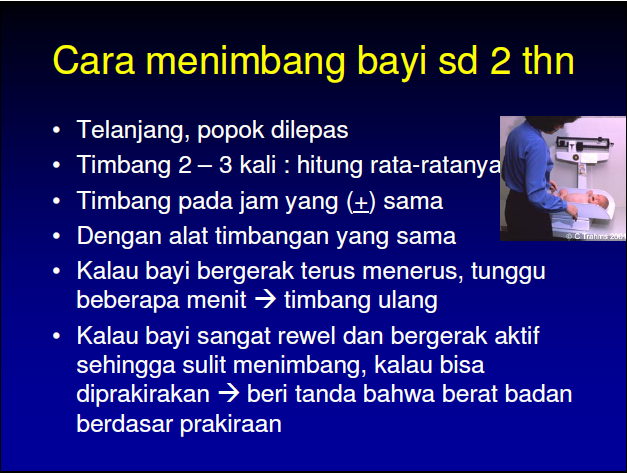 Cara menimbang bayi sd 2 thn
• Telanjang, popok dilepas
• Timbang 2 – 3 kali : hitung rata-ratanya
• Timbang pada jam yang (+) sama
• Dengan alat timbangan yang sama
• Kalau bayi bergerak terus menerus, tunggu
beberapa menit → timbang ulang
• Kalau bayi sangat rewel dan bergerak aktif
sehingga sulit menimbang, kalau bisa
diprakirakan → beri tanda bahwa berat badan
berdasar prakiraan
© C Trahms